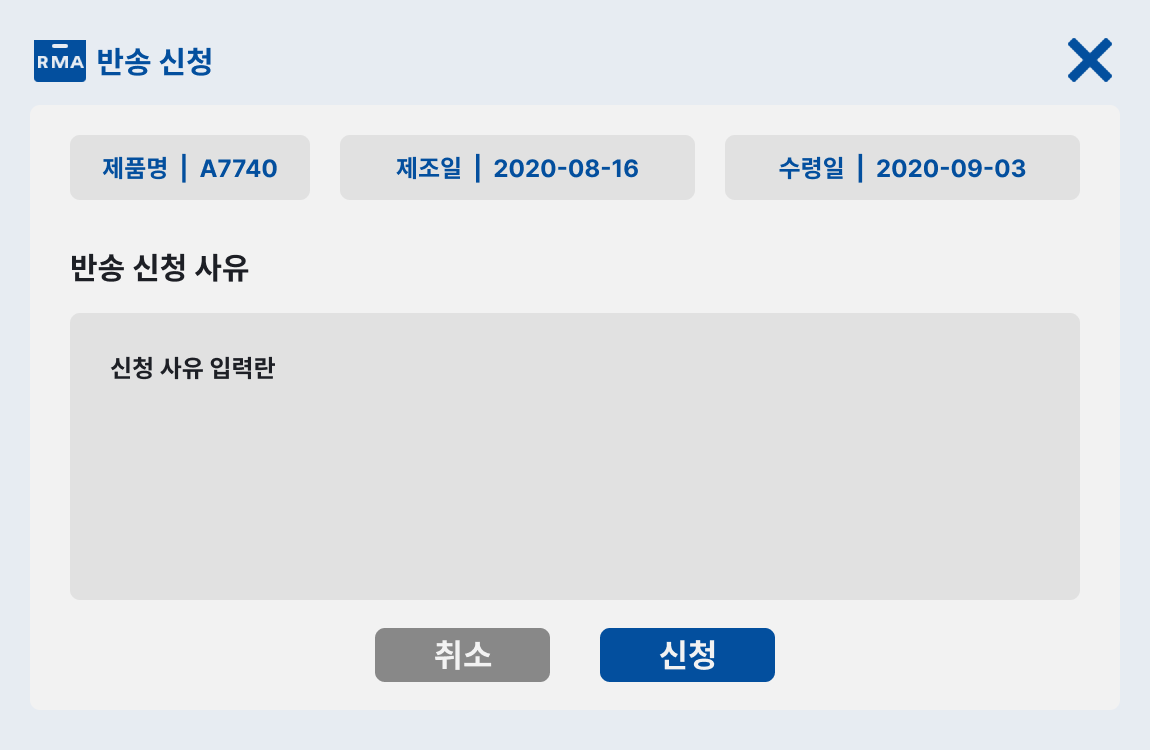 RMA 반송 신청
제품명 | A7740 제조일 | 2020-08-16 수령일 | 2020-09-03
반송 신청 사유
신청 사유 입력란
취소 신청